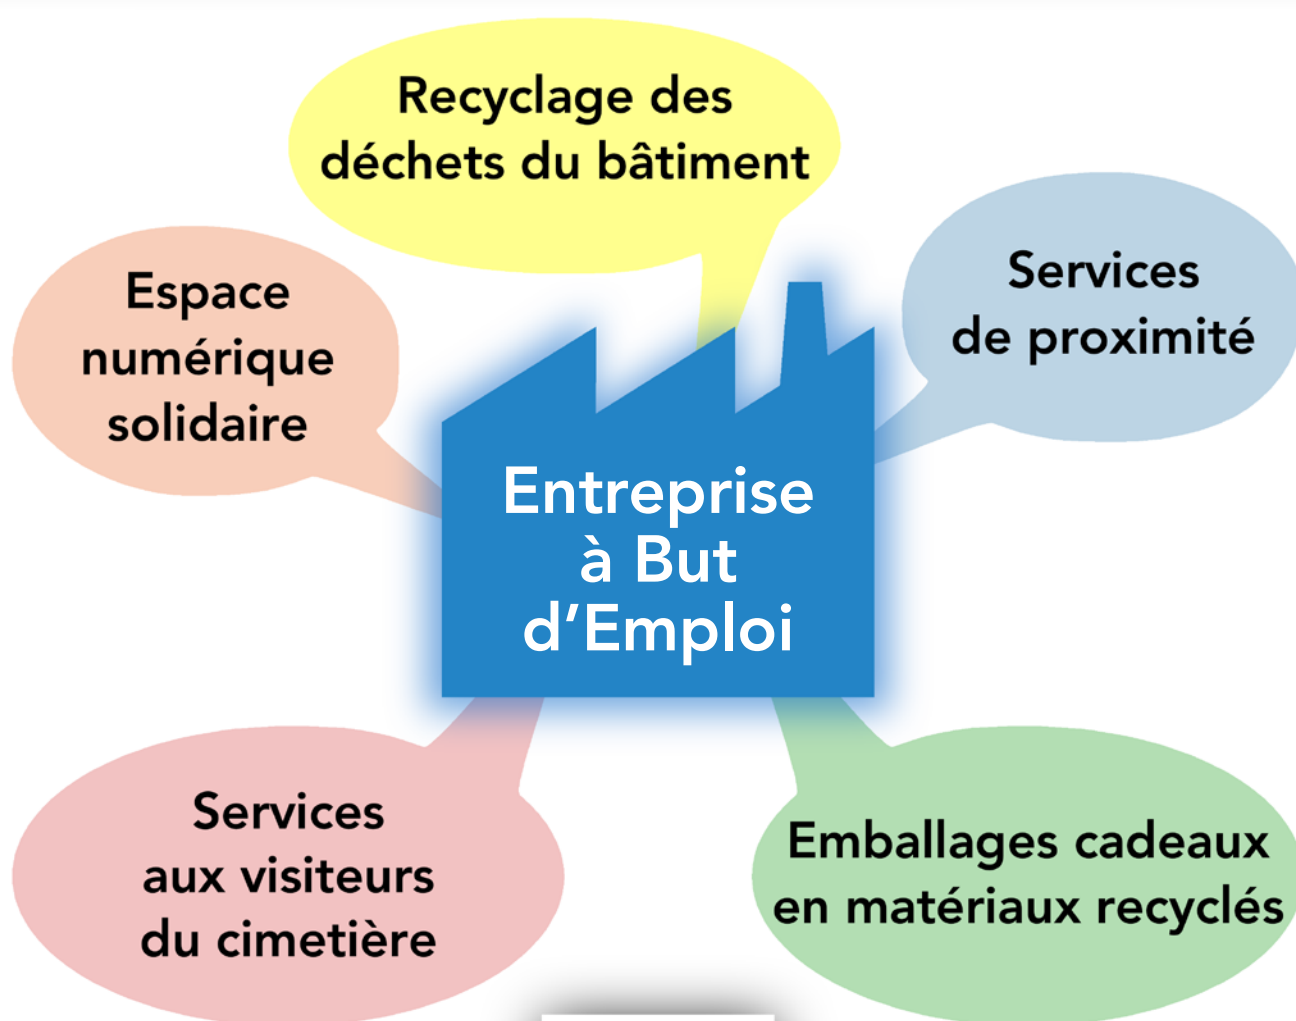 Recyclage des
déchets du bâtiment
Espace
numérique
solidaire
Services
de proximité
Entreprise
à But
d’Emploi
Services
aux visiteurs
du cimetière
Emballages cadeaux
en matériaux recyclés